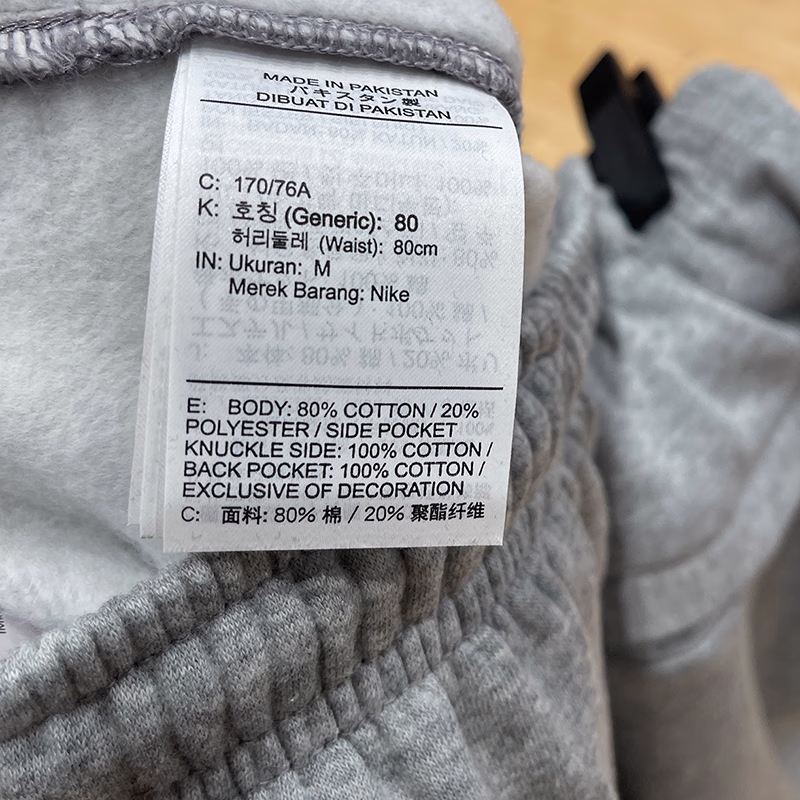 MADE IN PAKISTAN
パキスタン製
DIBUAT DI PAKISTAN
C: 170/76A
K: 호칭 (Generic): 80
허리둘레 (Waist): 80cm
IN: Ukuran: M
Merek Barang: Nike
E: BODY: 80% COTTON / 20%
POLYESTER / SIDE POCKET
KNUCKLE SIDE: 100% COTTON /
BACK POCKET: 100% COTTON /
EXCLUSIVE OF DECORATION
C: 面料: 80% 棉 / 20% 聚酯纤维